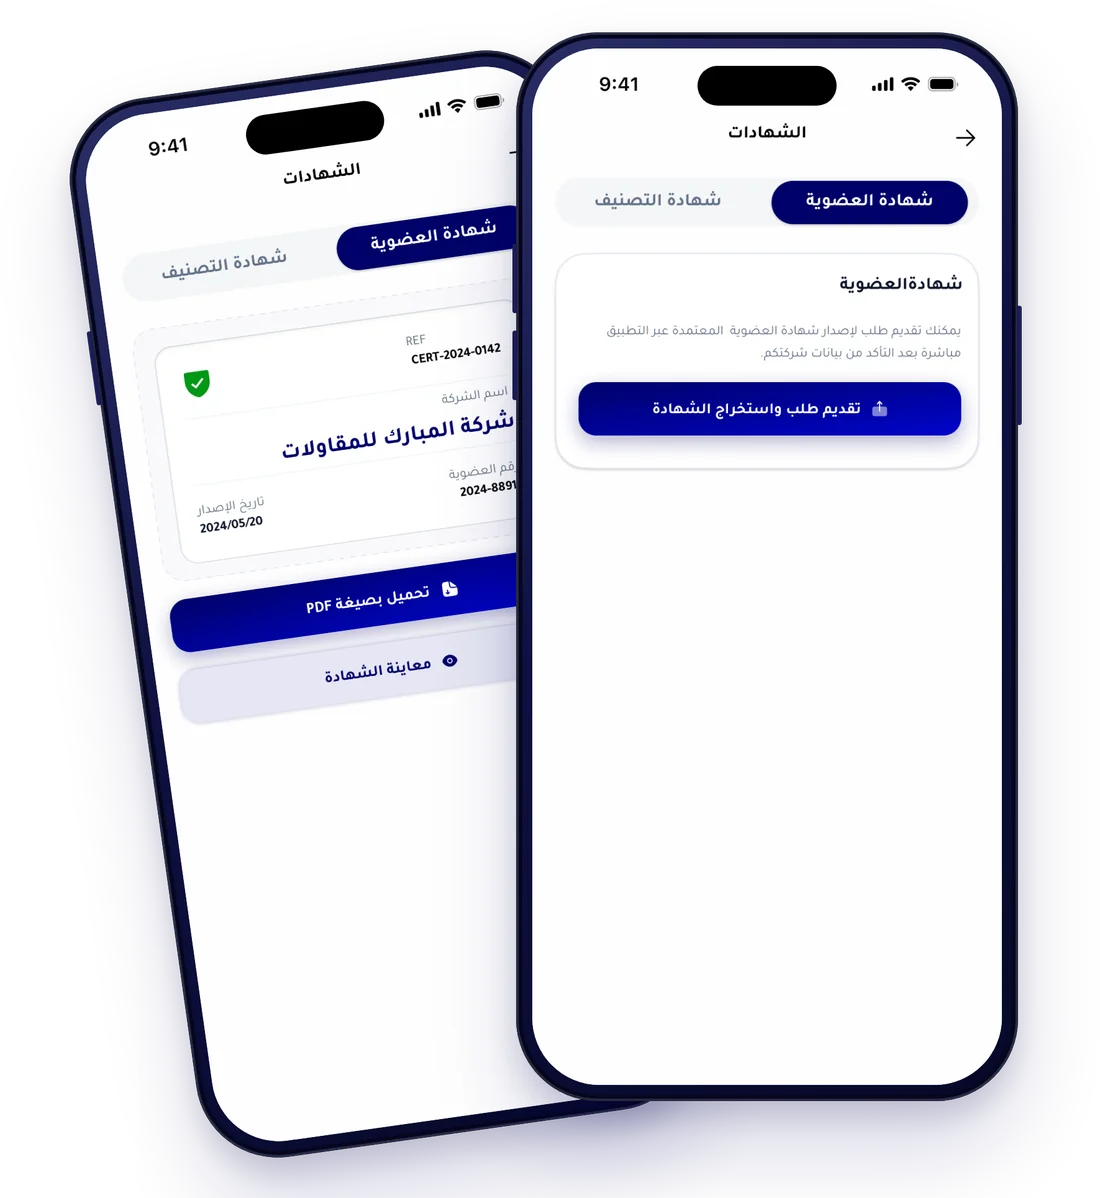 9:41
الشهادات
شهادة العضوية
شهادة التصنيف
شهادةالعضوية
يمكنك تقديم طلب لإصدار شهادة العضوية المعتمدة عبر التطبيق
مباشرة بعد التأكد من بيانات شركتكم.
تقديم طلب واستخراج الشهادة
9:41
الشهادات
شهادة العضوية
شهادة التصنيف
REF
CERT-2024-0142
اسم الشركة
شركة المبارك للمقاولات
رقم العضوية
2024-8891
تاريخ الإصدار
2024/05/20
تحميل بصيغة PDF
معاينة الشهادة